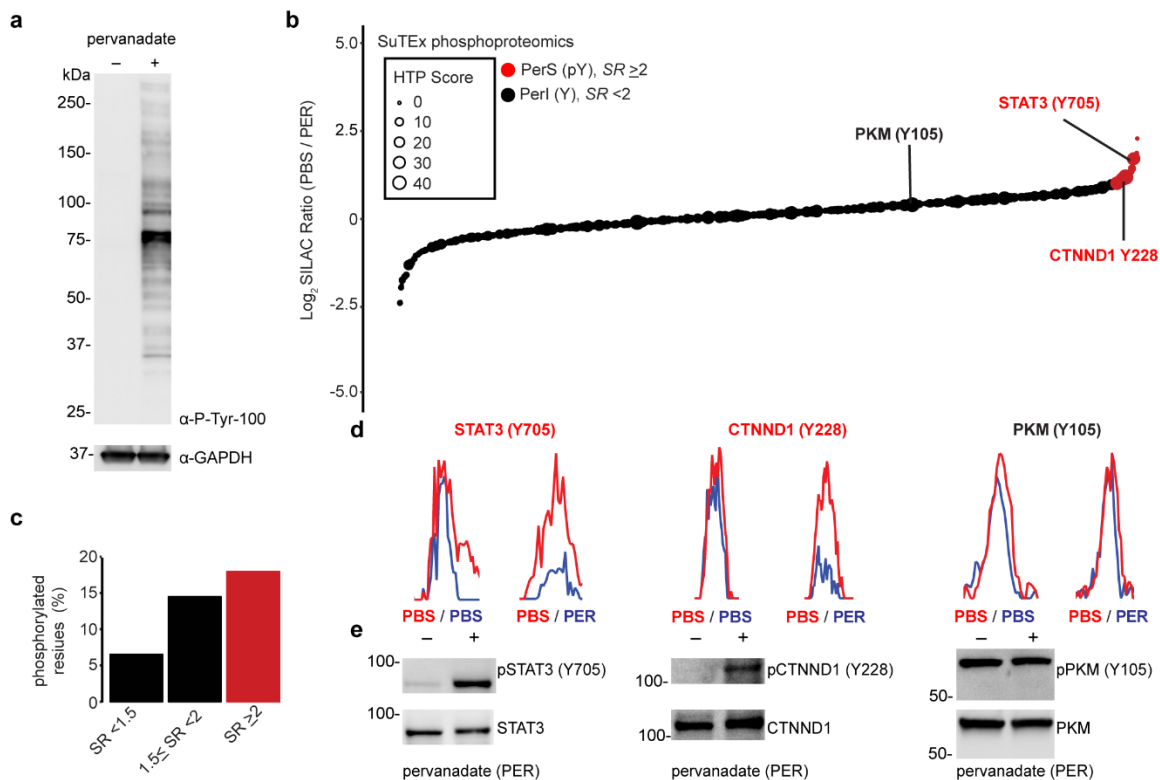 a
pervanadate
– +
kDa
250-
150-
100-
75-
50-
37-
25-
α-P-Tyr-100
37-
α-GAPDH
b
SuTEx phosphoproteomics
HTP Score
0
10
20
30
40
PerS (pY), SR ≥2
PerI (Y), SR <2
5.0
2.5
0
-2.5
-5.0
Log2 SILAC Ratio (PBS / PER)
PKM (Y105)
STAT3 (Y705)
CTNND1 Y228
c
phosphorylated
resiues (%)
20
15
10
5
0
SR <1.5
1.5≤ SR <2
SR ≥2
d
STAT3 (Y705)
CTNND1 (Y228)
PKM (Y105)
PBS / PBS
PBS / PER
PBS / PBS
PBS / PER
PBS / PBS
PBS / PER
e
– +
100-
pSTAT3 (Y705)
100-
STAT3
pervanadate (PER)
– +
100-
pCTNND1 (Y228)
100-
CTNND1
pervanadate (PER)
– +
pPKM (Y105)
50-
PKM
50-
pervanadate (PER)